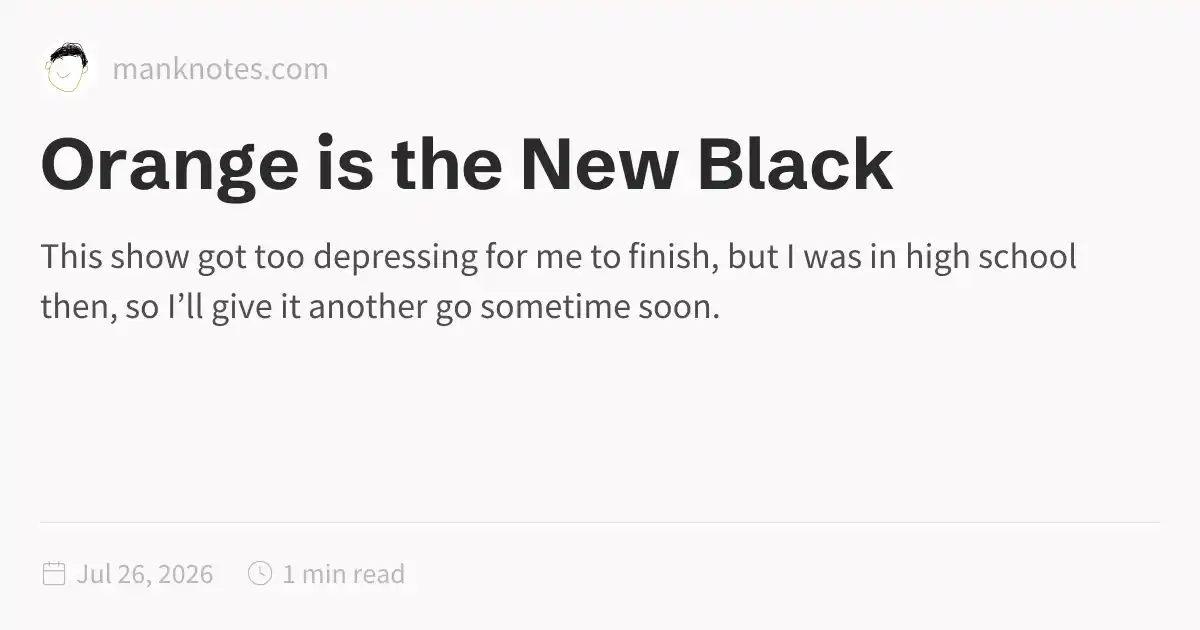 manknotes.com
Orange is the New Black
This show got too depressing for me to finish, but I was in high school
then, so I’ll give it another go sometime soon.
Jul 26, 2026 1 min read